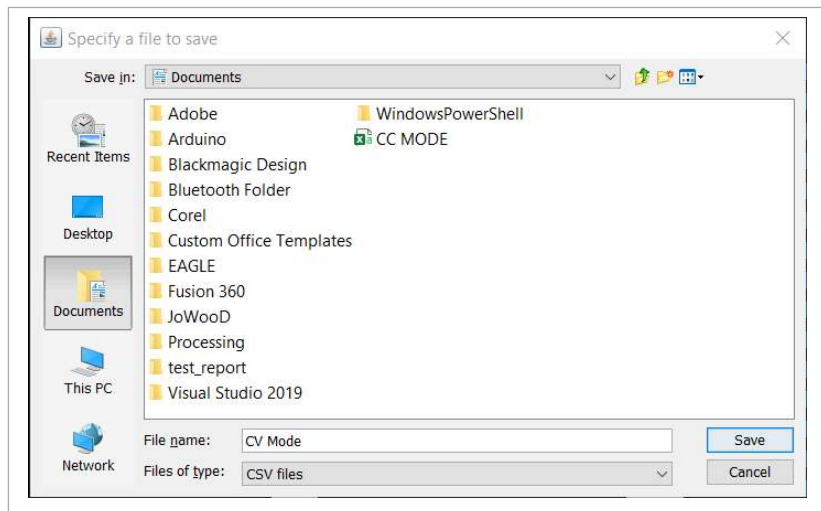 Specify a file to save
Save in: Documents
Recent Items
Desktop
Documents
This PC
Network
Adobe
Arduino
Blackmagic Design
Bluetooth Folder
Corel
Custom Office Templates
EAGLE
Fusion 360
JoWooD
Processing
test_report
Visual Studio 2019
WindowsPowerShell
CC MODE
File name: CV Mode
Save
Files of type: CSV files
Cancel